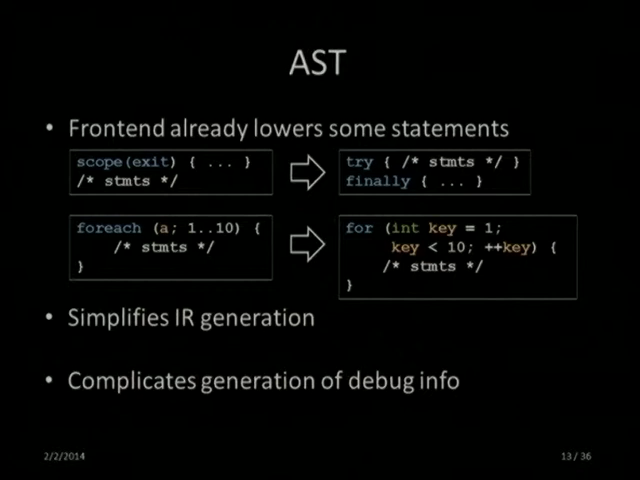 AST
• Frontend already lowers some statements
scope(exit) { ... }
/* stmts */
try { /* stmts */ }
finally { ... }
foreach (a; 1..10) {
/* stmts */
}
for (int key = 1;
key < 10; ++key) {
/* stmts */
}
• Simplifies IR generation
• Complicates generation of debug info
2/2/2014
13 / 36